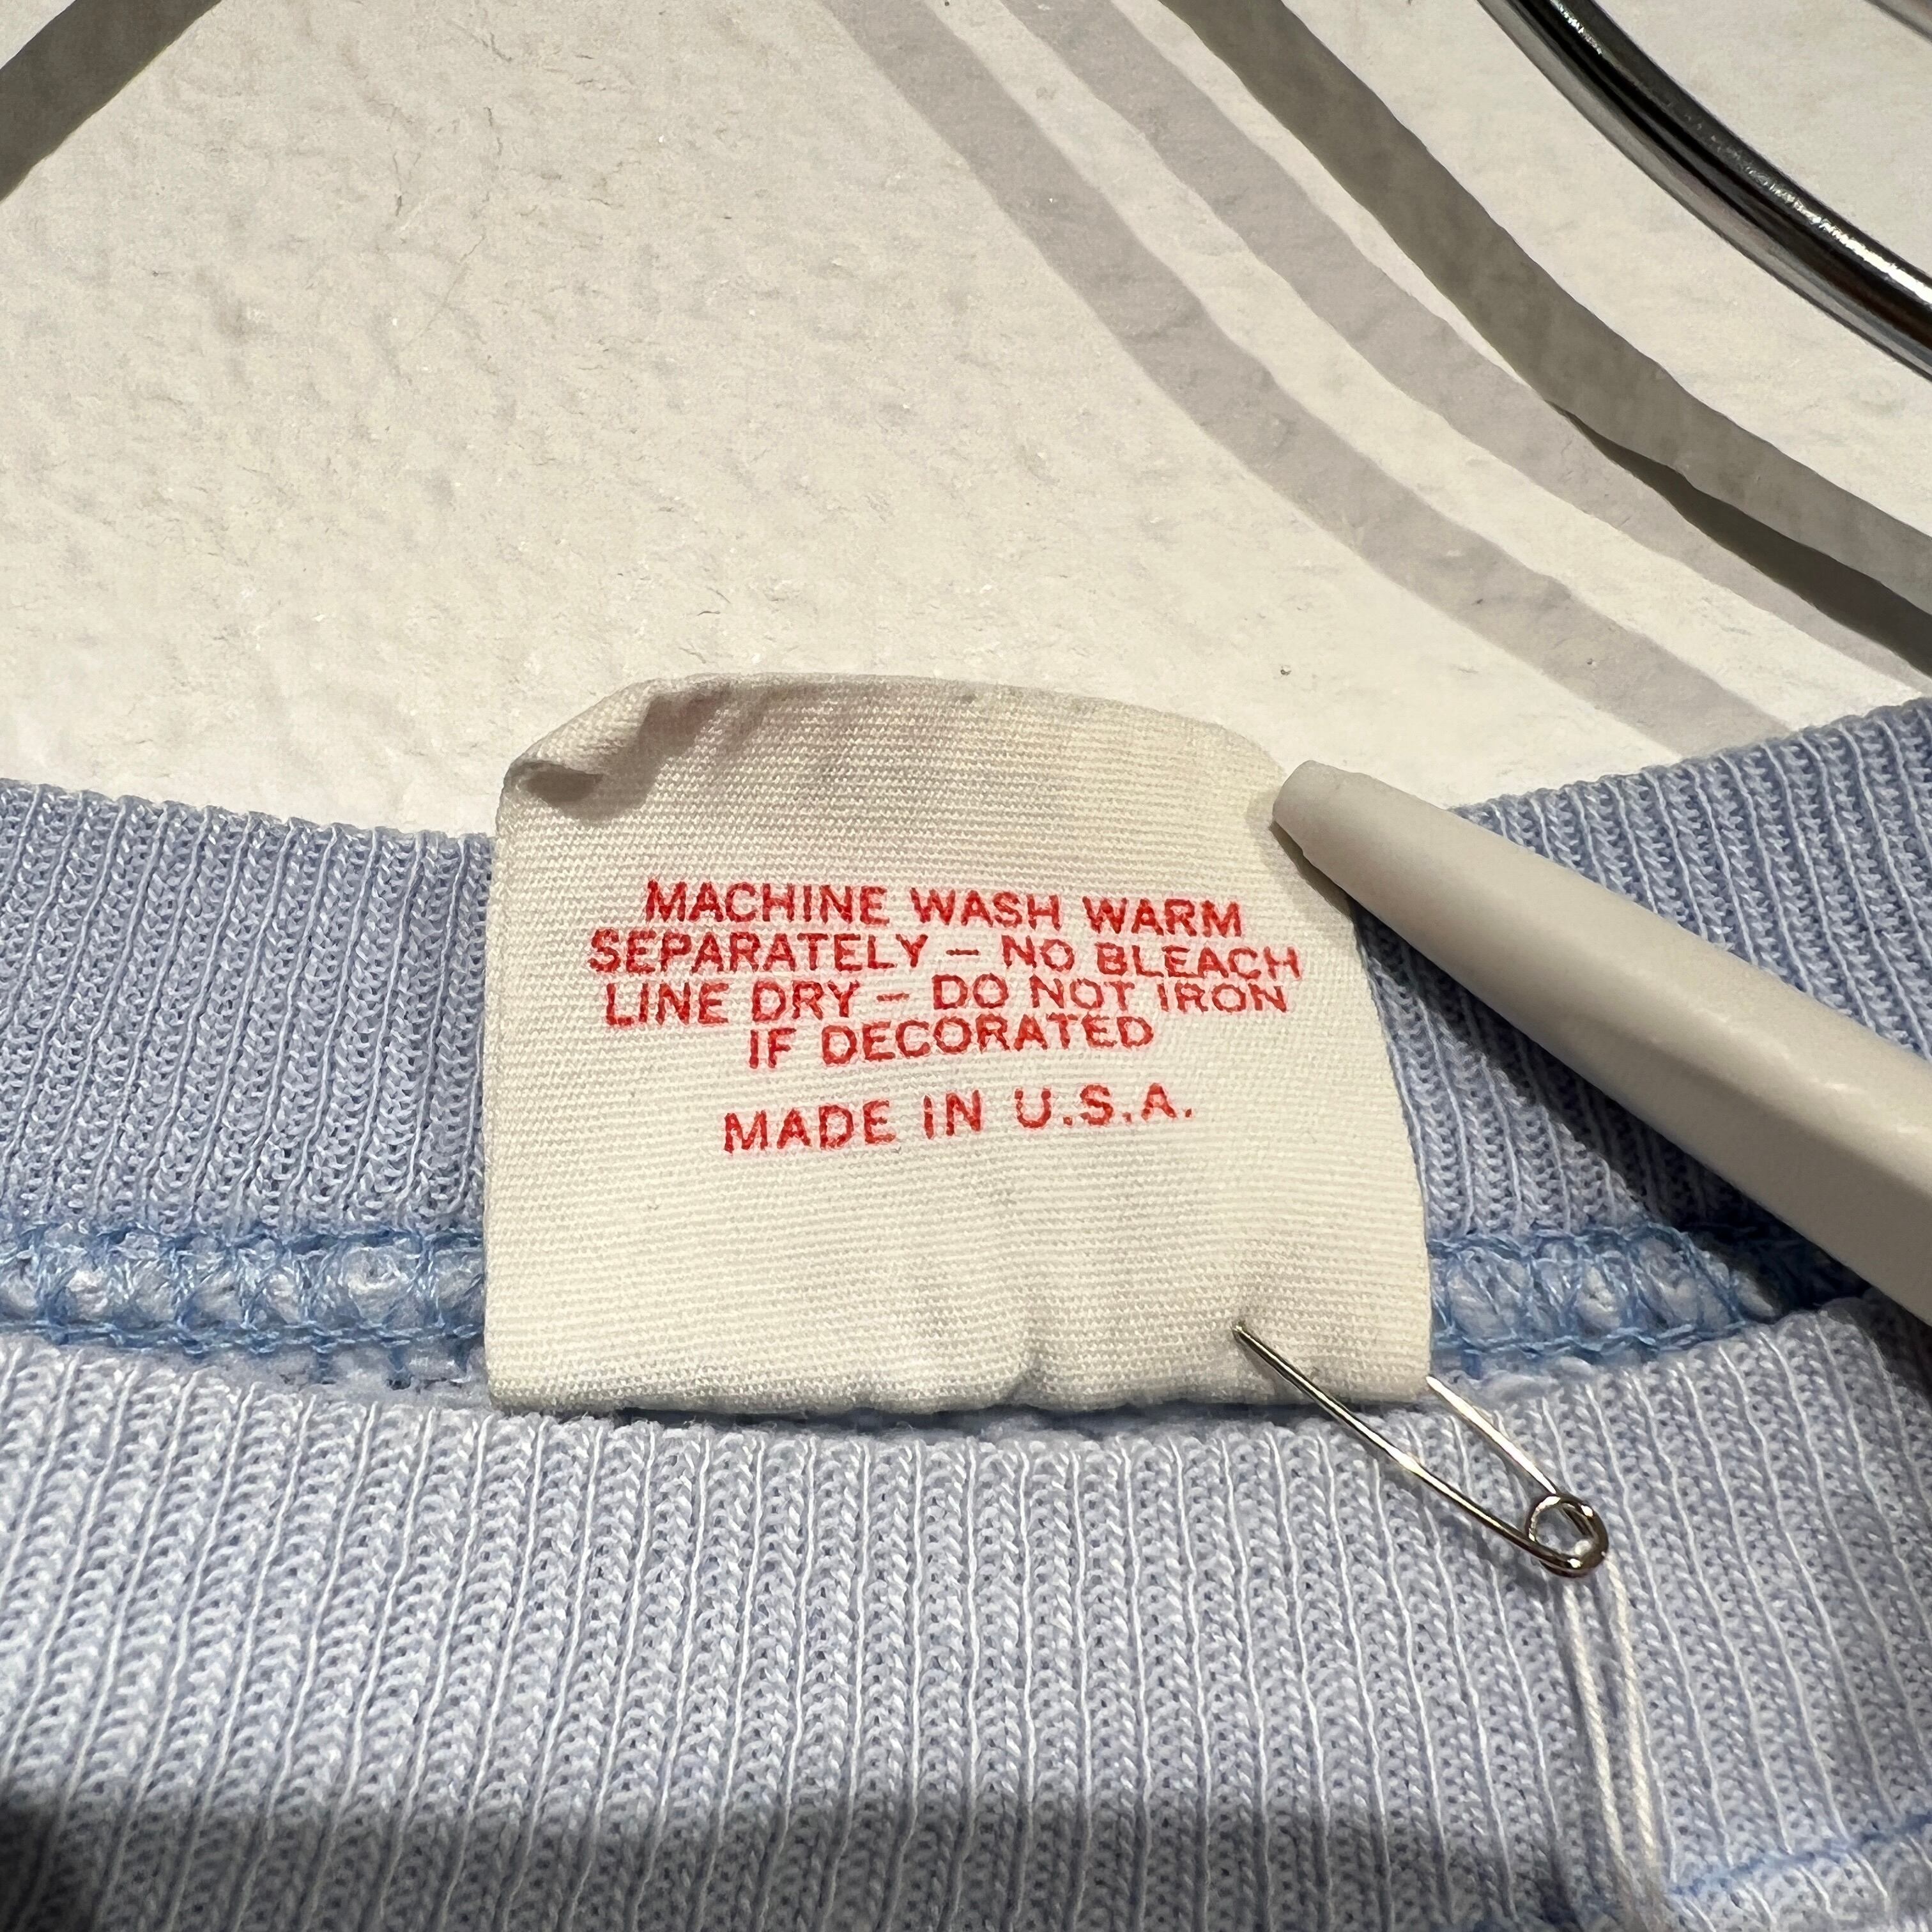 MACHINE WASH WARM
SEPARATELY – NO BLEACH
LINE DRY – DO NOT IRON
IF DECORATED
MADE IN U.S.A.